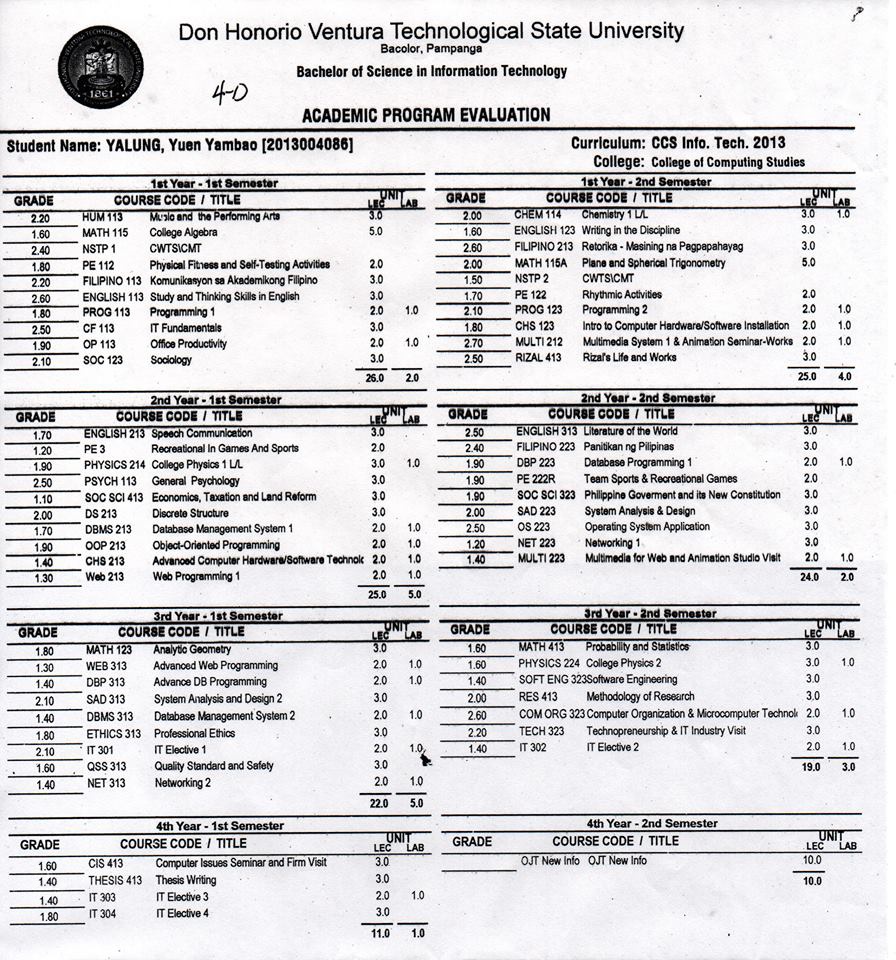 Don Honorio Ventura Technological State University
Bacolor, Pampanga
Bachelor of Science in Information Technology
4-D
1861
ACADEMIC PROGRAM EVALUATION
Student Name: YALUNG, Yuen Yambao [2013004086]
Curriculum: CCS Info. Tech. 2013
College: College of Computing Studies
1st Year - 1st Semester
GRADE COURSE CODE / TITLE UNIT LEC LAB
2.20 HUM 113 Music and the Performing Arts 3.0
1.60 MATH 115 College Algebra 5.0
2.40 NSTP 1 CWTS\CMT
1.80 PE 112 Physical Fitness and Self-Testing Activities 2.0
2.20 FILIPINO 113 Komunikasyon sa Akademikong Filipino 3.0
2.60 ENGLISH 113 Study and Thinking Skills in English 3.0
1.80 PROG 113 Programming 1 2.0 1.0
2.50 CF 113 IT Fundamentals 3.0
1.90 OP 113 Office Productivity 2.0 1.0
2.10 SOC 123 Sociology 3.0
26.0 2.0
1st Year - 2nd Semester
GRADE COURSE CODE / TITLE UNIT LEC LAB
2.00 CHEM 114 Chemistry 1 L/L 3.0 1.0
1.60 ENGLISH 123 Writing in the Discipline 3.0
2.60 FILIPINO 213 Retorika - Masining na Pagpapahayag 3.0
2.00 MATH 115A Plane and Spherical Trigonometry 5.0
1.50 NSTP 2 CWTS\CMT
1.70 PE 122 Rhythmic Activities 2.0
2.10 PROG 123 Programming 2 2.0 1.0
1.80 CHS 123 Intro to Computer Hardware/Software Installation 2.0 1.0
2.70 MULTI 212 Multimedia System 1 & Animation Seminar-Works 2.0 1.0
2.50 RIZAL 413 Rizal's Life and Works 3.0
25.0 4.0
2nd Year - 1st Semester
GRADE COURSE CODE / TITLE UNIT LEC LAB
1.70 ENGLISH 213 Speech Communication 3.0
1.20 PE 3 Recreational In Games And Sports 2.0
1.90 PHYSICS 214 College Physics 1 L/L 3.0 1.0
2.50 PSYCH 113 General Psychology 3.0
1.10 SOC SCI 413 Economics, Taxation and Land Reform 3.0
2.00 DS 213 Discrete Structure 3.0
1.70 DBMS 213 Database Management System 1 2.0 1.0
1.90 OOP 213 Object-Oriented Programming 2.0 1.0
1.40 CHS 213 Advanced Computer Hardware/Software Technolc 2.0 1.0
1.30 Web 213 Web Programming 1 2.0 1.0
25.0 5.0
2nd Year - 2nd Semester
GRADE COURSE CODE / TITLE UNIT LEC LAB
2.50 ENGLISH 313 Literature of the World 3.0
2.40 FILIPINO 223 Panitikan ng Pilipinas 3.0
1.90 DBP 223 Database Programming 1 2.0 1.0
1.90 PE 222R Team Sports & Recreational Games 2.0
1.90 SOC SCI 323 Philippine Goverment and its New Constitution 3.0
2.00 SAD 223 System Analysis & Design 3.0
2.50 OS 223 Operating System Application 3.0
1.20 NET 223 Networking 1 3.0
1.40 MULTI 223 Multimedia for Web and Animation Studio Visit 2.0 1.0
24.0 2.0
3rd Year - 1st Semester
GRADE COURSE CODE / TITLE UNIT LEC LAB
1.80 MATH 123 Analytic Geometry 3.0
1.30 WEB 313 Advanced Web Programming 2.0 1.0
1.40 DBP 313 Advance DB Programming 2.0 1.0
2.10 SAD 313 System Analysis and Design 2 3.0
1.40 DBMS 313 Database Management System 2 2.0 1.0
1.80 ETHICS 313 Professional Ethics 3.0
2.10 IT 301 IT Elective 1 2.0 1.0
1.60 QSS 313 Quality Standard and Safety 3.0
1.40 NET 313 Networking 2 2.0 1.0
22.0 5.0
3rd Year - 2nd Semester
GRADE COURSE CODE / TITLE UNIT LEC LAB
1.60 MATH 413 Probability and Statistics 3.0
1.60 PHYSICS 224 College Physics 2 3.0 1.0
1.40 SOFT ENG 323 Software Engineering 3.0
2.00 RES 413 Methodology of Research 3.0
2.60 COM ORG 323 Computer Organization & Microcomputer Technol 2.0 1.0
2.20 TECH 323 Technopreneurship & IT Industry Visit 3.0
1.40 IT 302 IT Elective 2 2.0 1.0
19.0 3.0
4th Year - 1st Semester
GRADE COURSE CODE / TITLE UNIT LEC LAB
1.60 CIS 413 Computer Issues Seminar and Firm Visit 3.0
1.40 THESIS 413 Thesis Writing 3.0
1.40 IT 303 IT Elective 3 2.0 1.0
1.80 IT 304 IT Elective 4 3.0
11.0 1.0
4th Year - 2nd Semester
GRADE COURSE CODE / TITLE UNIT LEC LAB
OJT New Info OJT New Info 10.0
10.0